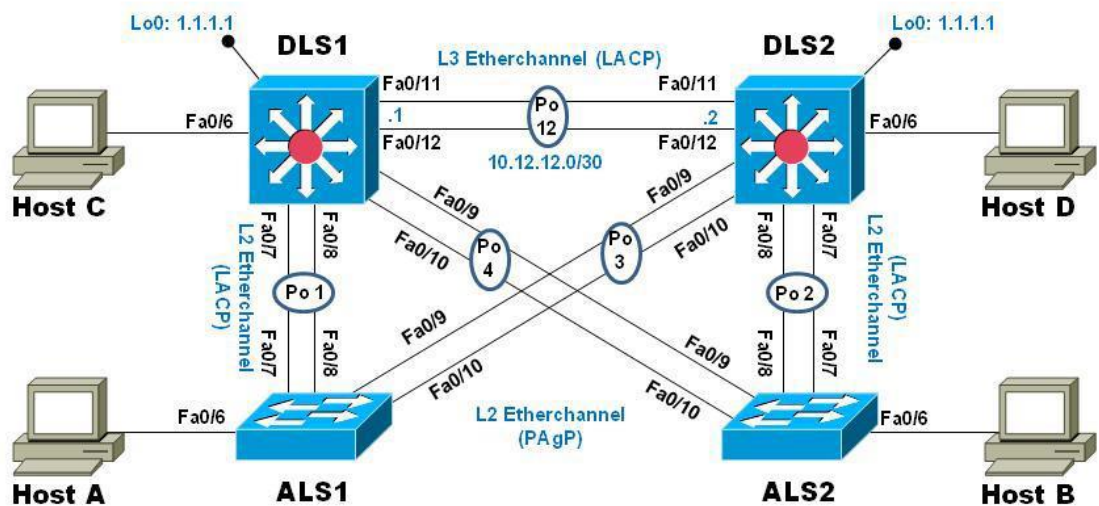 Lo0: 1.1.1.1
Lo0: 1.1.1.1
DLS1
DLS2
L3 Etherchannel (LACP)
Fa0/11
Fa0/11
Po
12
Fa0/6
.1
.2
Fa0/6
Fa0/12
Fa0/12
10.12.12.0/30
Host C
Host D
Fa0/9
Fa0/9
Fa0/10
Fa0/10
Po
4
Po
3
Fa0/7
Fa0/8
Fa0/8
Fa0/7
L2 Etherchannel
(LACP)
Po 1
Po 2
(LACP)
L2 Etherchannel
Fa0/7
Fa0/8
Fa0/8
Fa0/7
Fa0/9
Fa0/10
Fa0/9
Fa0/10
Fa0/6
L2 Etherchannel
(PAgP)
Fa0/6
Host A
ALS1
ALS2
Host B